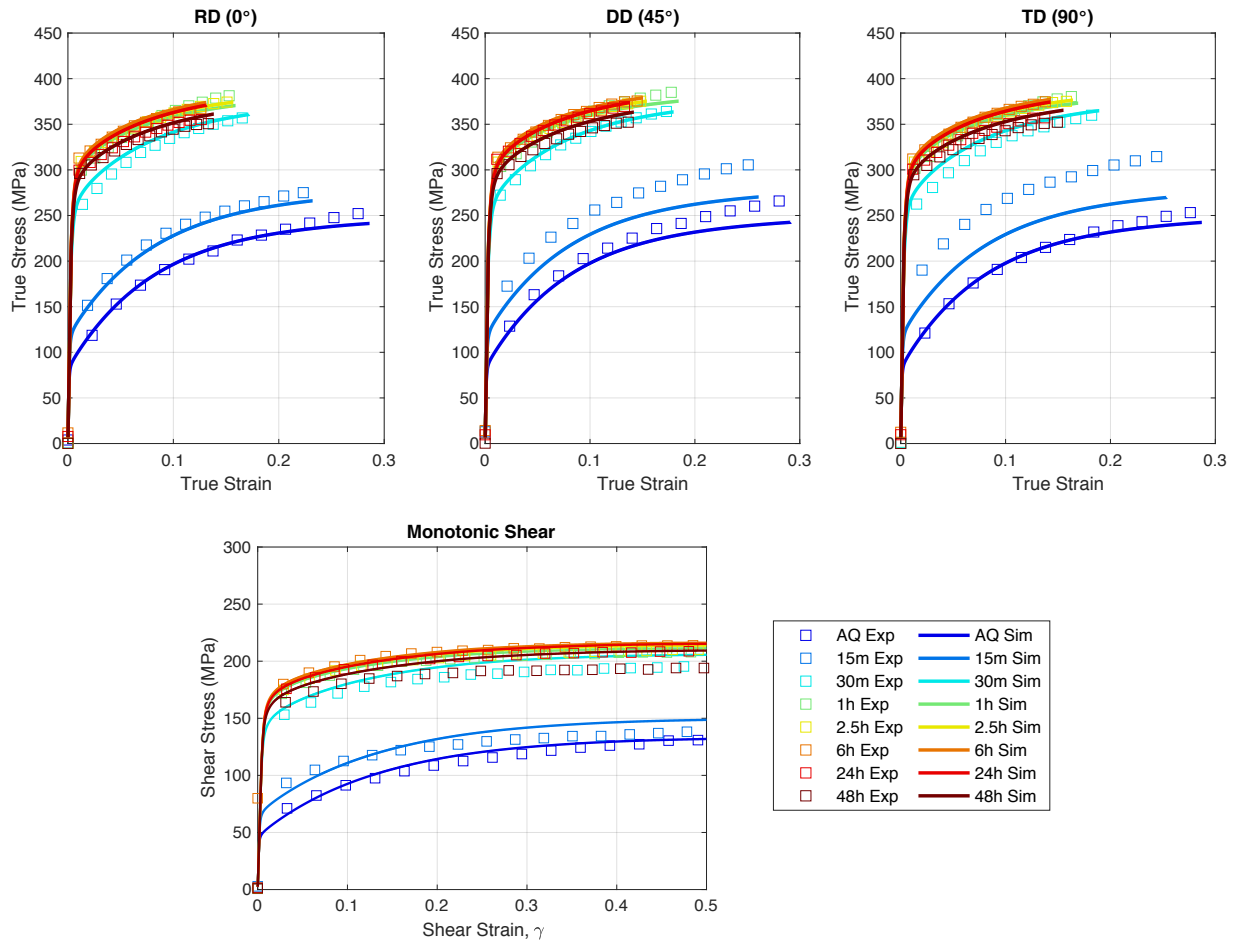 RD (0°)
450
400
350
300
250
200
150
100
50
0
0
0.1
0.2
0.3
True Stress (MPa)
True Strain
DD (45°)
450
400
350
300
250
200
150
100
50
0
0
0.1
0.2
0.3
True Stress (MPa)
True Strain
TD (90°)
450
400
350
300
250
200
150
100
50
0
0
0.1
0.2
0.3
True Stress (MPa)
True Strain
Monotonic Shear
300
250
200
150
100
50
0
0
0.1
0.2
0.3
0.4
0.5
Shear Stress (MPa)
Shear Strain, γ
AQ Exp AQ Sim
15m Exp 15m Sim
30m Exp 30m Sim
1h Exp 1h Sim
2.5h Exp 2.5h Sim
6h Exp 6h Sim
24h Exp 24h Sim
48h Exp 48h Sim